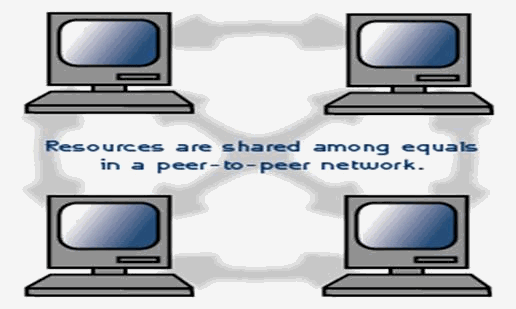 Resources are shared among equals
in a peer-to-peer network.